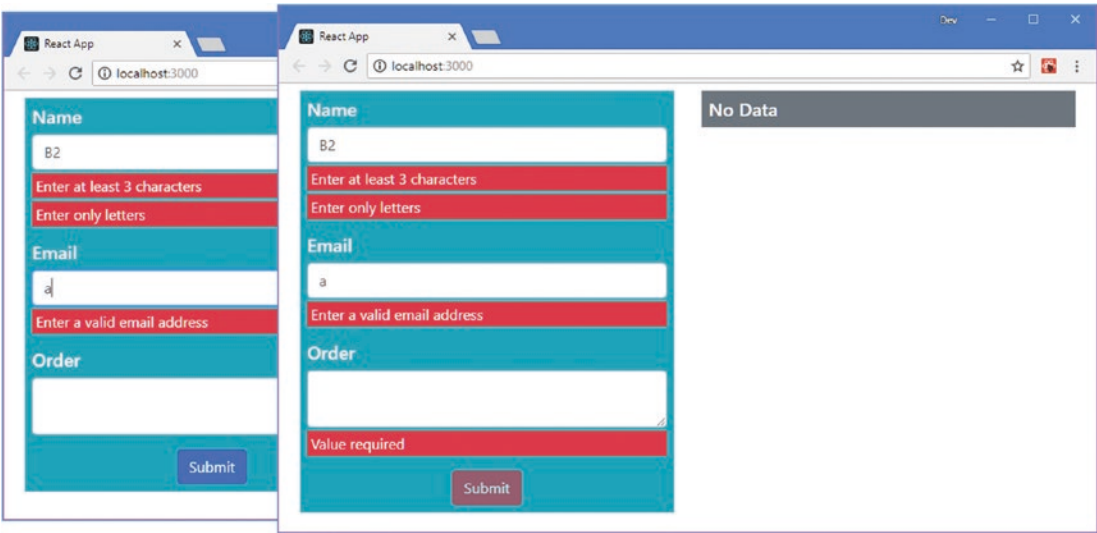 React App
localhost:3000
Name
B2
Enter at least 3 characters
Enter only letters
Email
a
Enter a valid email address
Order
Submit
Dev
React App
localhost:3000
Name
B2
Enter at least 3 characters
Enter only letters
Email
a
Enter a valid email address
Order
Value required
Submit
No Data